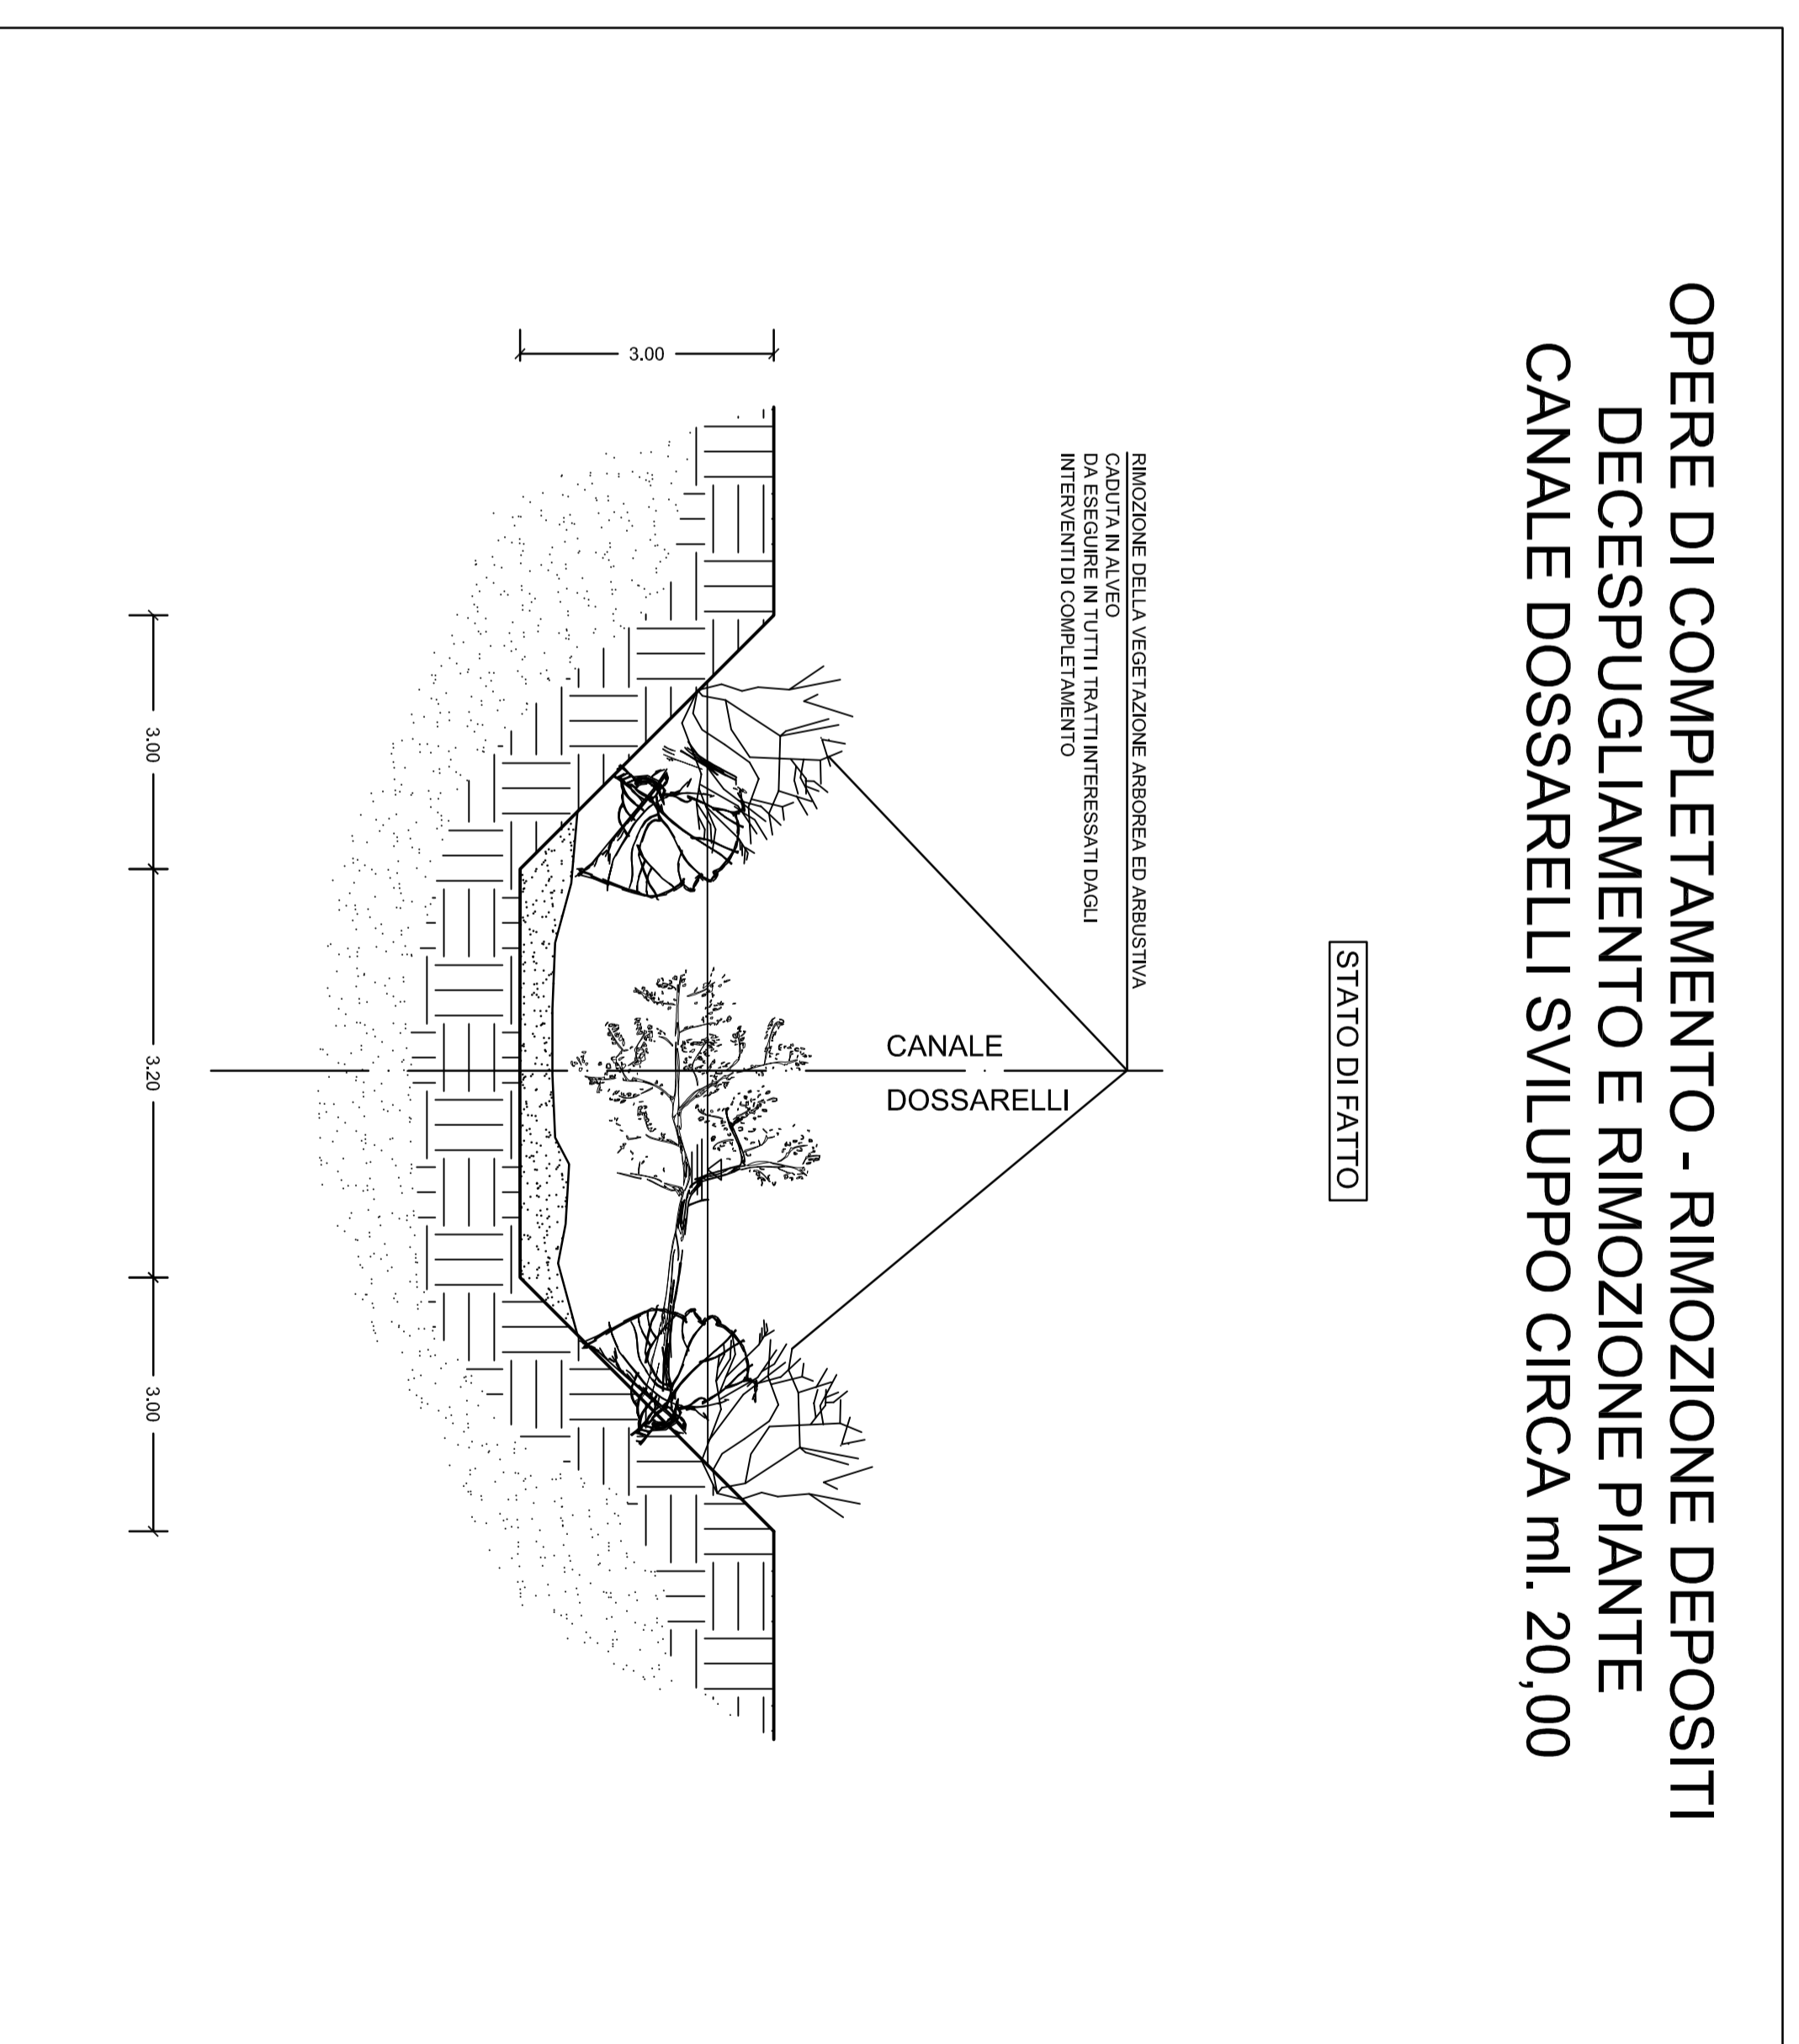 OPERE DI COMPLETAMENTO - RIMOZIONE DEPOSITI
DECESPUGLIAMENTO E RIMOZIONE PIANTE
CANALE DOSSARELLI SVILUPPO CIRCA ml. 20,00
STATO DI FATTO
RIMOZIONE DELLA VEGETAZIONE ARBOREA ED ARBUSTIVA
CADUTA IN ALVEO
DA ESEGUIRE IN TUTTI I TRATTI INTERESSATI DAGLI
INTERVENTI DI COMPLETAMENTO
CANALE
DOSSARELLI
3.00
3.00
3.20
3.00